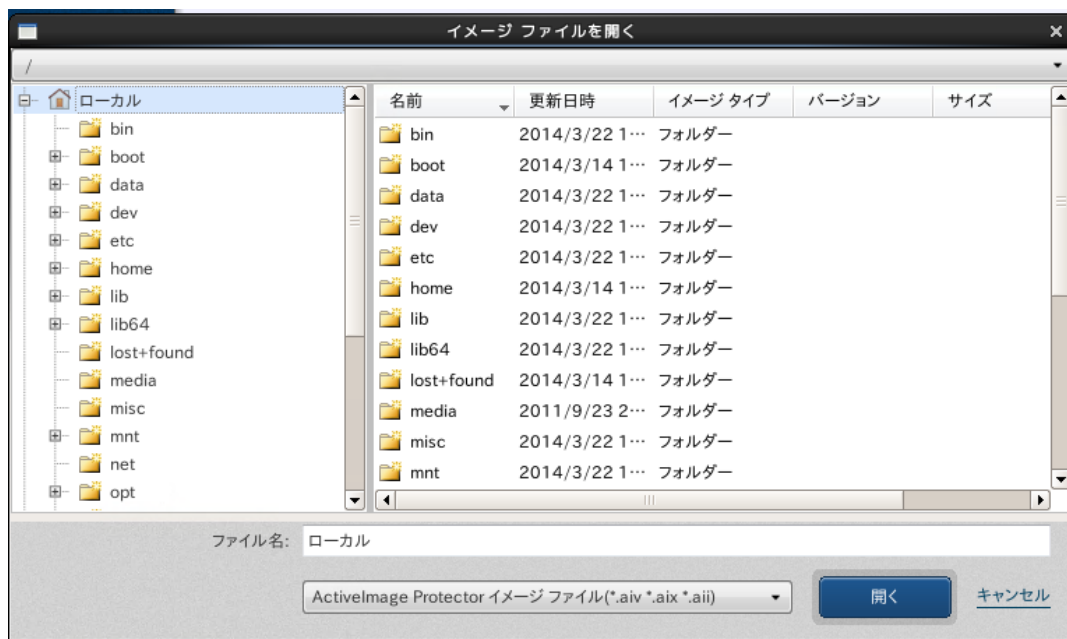 イメージ ファイルを開く
/
ローカル
bin
boot
data
dev
etc
home
lib
lib64
lost+found
media
misc
mnt
net
opt
名前 更新日時 イメージ タイプ バージョン サイズ
bin 2014/3/22 1… フォルダー
boot 2014/3/14 1… フォルダー
data 2014/3/22 1… フォルダー
dev 2014/3/22 1… フォルダー
etc 2014/3/22 1… フォルダー
home 2014/3/14 1… フォルダー
lib 2014/3/22 1… フォルダー
lib64 2014/3/22 1… フォルダー
lost+found 2014/3/14 1… フォルダー
media 2011/9/23 2… フォルダー
misc 2014/3/22 1… フォルダー
mnt 2014/3/22 1… フォルダー
ファイル名: ローカル
ActiveImage Protector イメージ ファイル(*.aiv *.aix *.aii)
開く
キャンセル